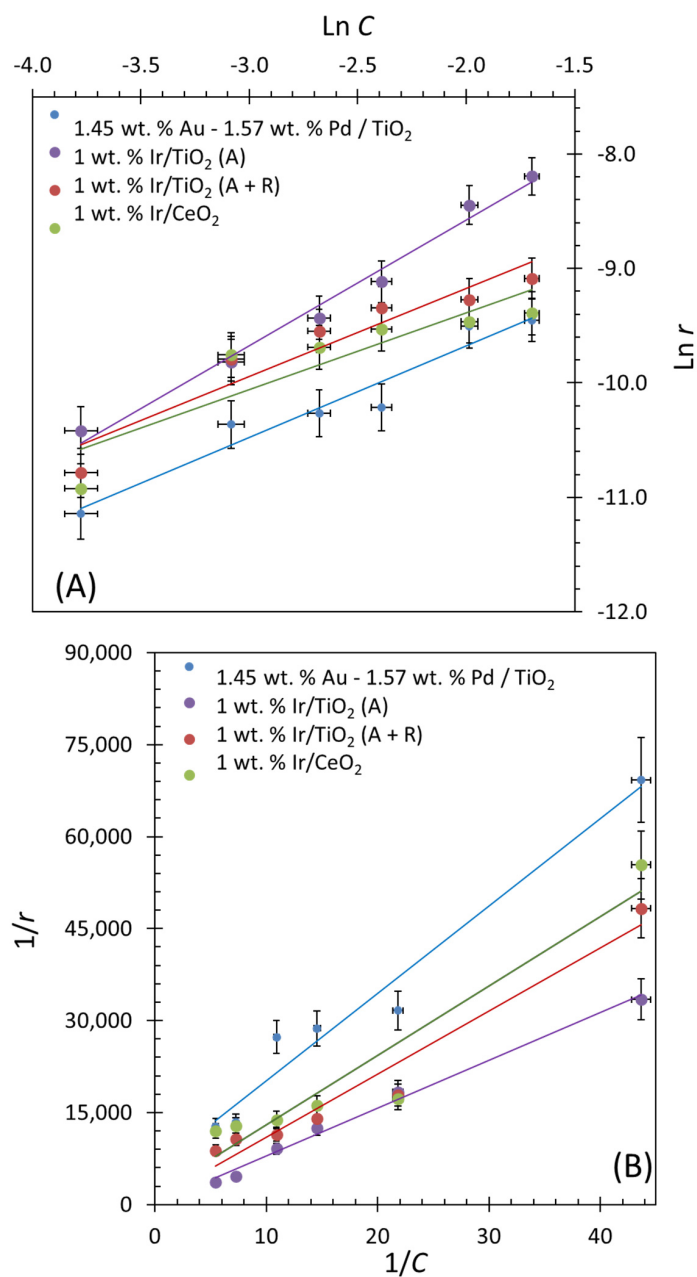 Ln C
-4.0 -3.5 -3.0 -2.5 -2.0 -1.5
1.45 wt. % Au - 1.57 wt. % Pd / TiO₂
1 wt. % Ir/TiO₂ (A)
1 wt. % Ir/TiO₂ (A + R)
1 wt. % Ir/CeO₂
-8.0
-9.0
-10.0
-11.0
-12.0
Ln r
(A)
90,000
75,000
60,000
45,000
30,000
15,000
0
1/r
1.45 wt. % Au - 1.57 wt. % Pd / TiO₂
1 wt. % Ir/TiO₂ (A)
1 wt. % Ir/TiO₂ (A + R)
1 wt. % Ir/CeO₂
(B)
0 10 20 30 40
1/C